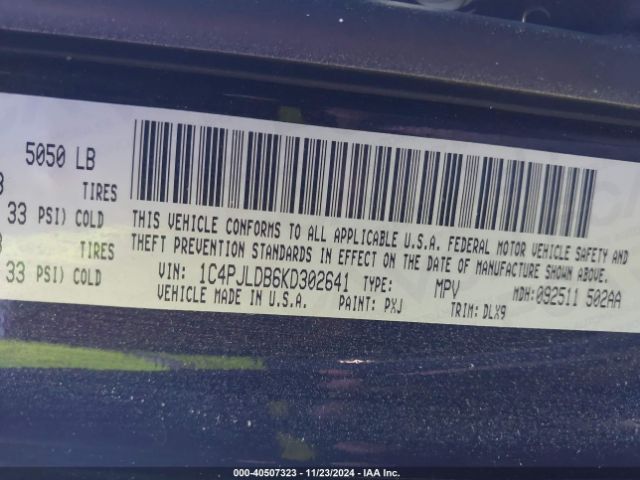 5050 LB
TIRES
33 PSI) COLD
TIRES
33 PSI) COLD
THIS VEHICLE CONFORMS TO ALL APPLICABLE U.S.A. FEDERAL MOTOR VEHICLE SAFETY AND
THEFT PREVENTION STANDARDS IN EFFECT ON THE DATE OF MANUFACTURE SHOWN ABOVE.
VIN: 1C4PJLDB6KD302641 TYPE: MPV MDH:092511 502AA
VEHICLE MADE IN U.S.A. PAINT: PXJ TRIM: DLX9
000-40507323 - 11/23/2024 - IAA Inc.